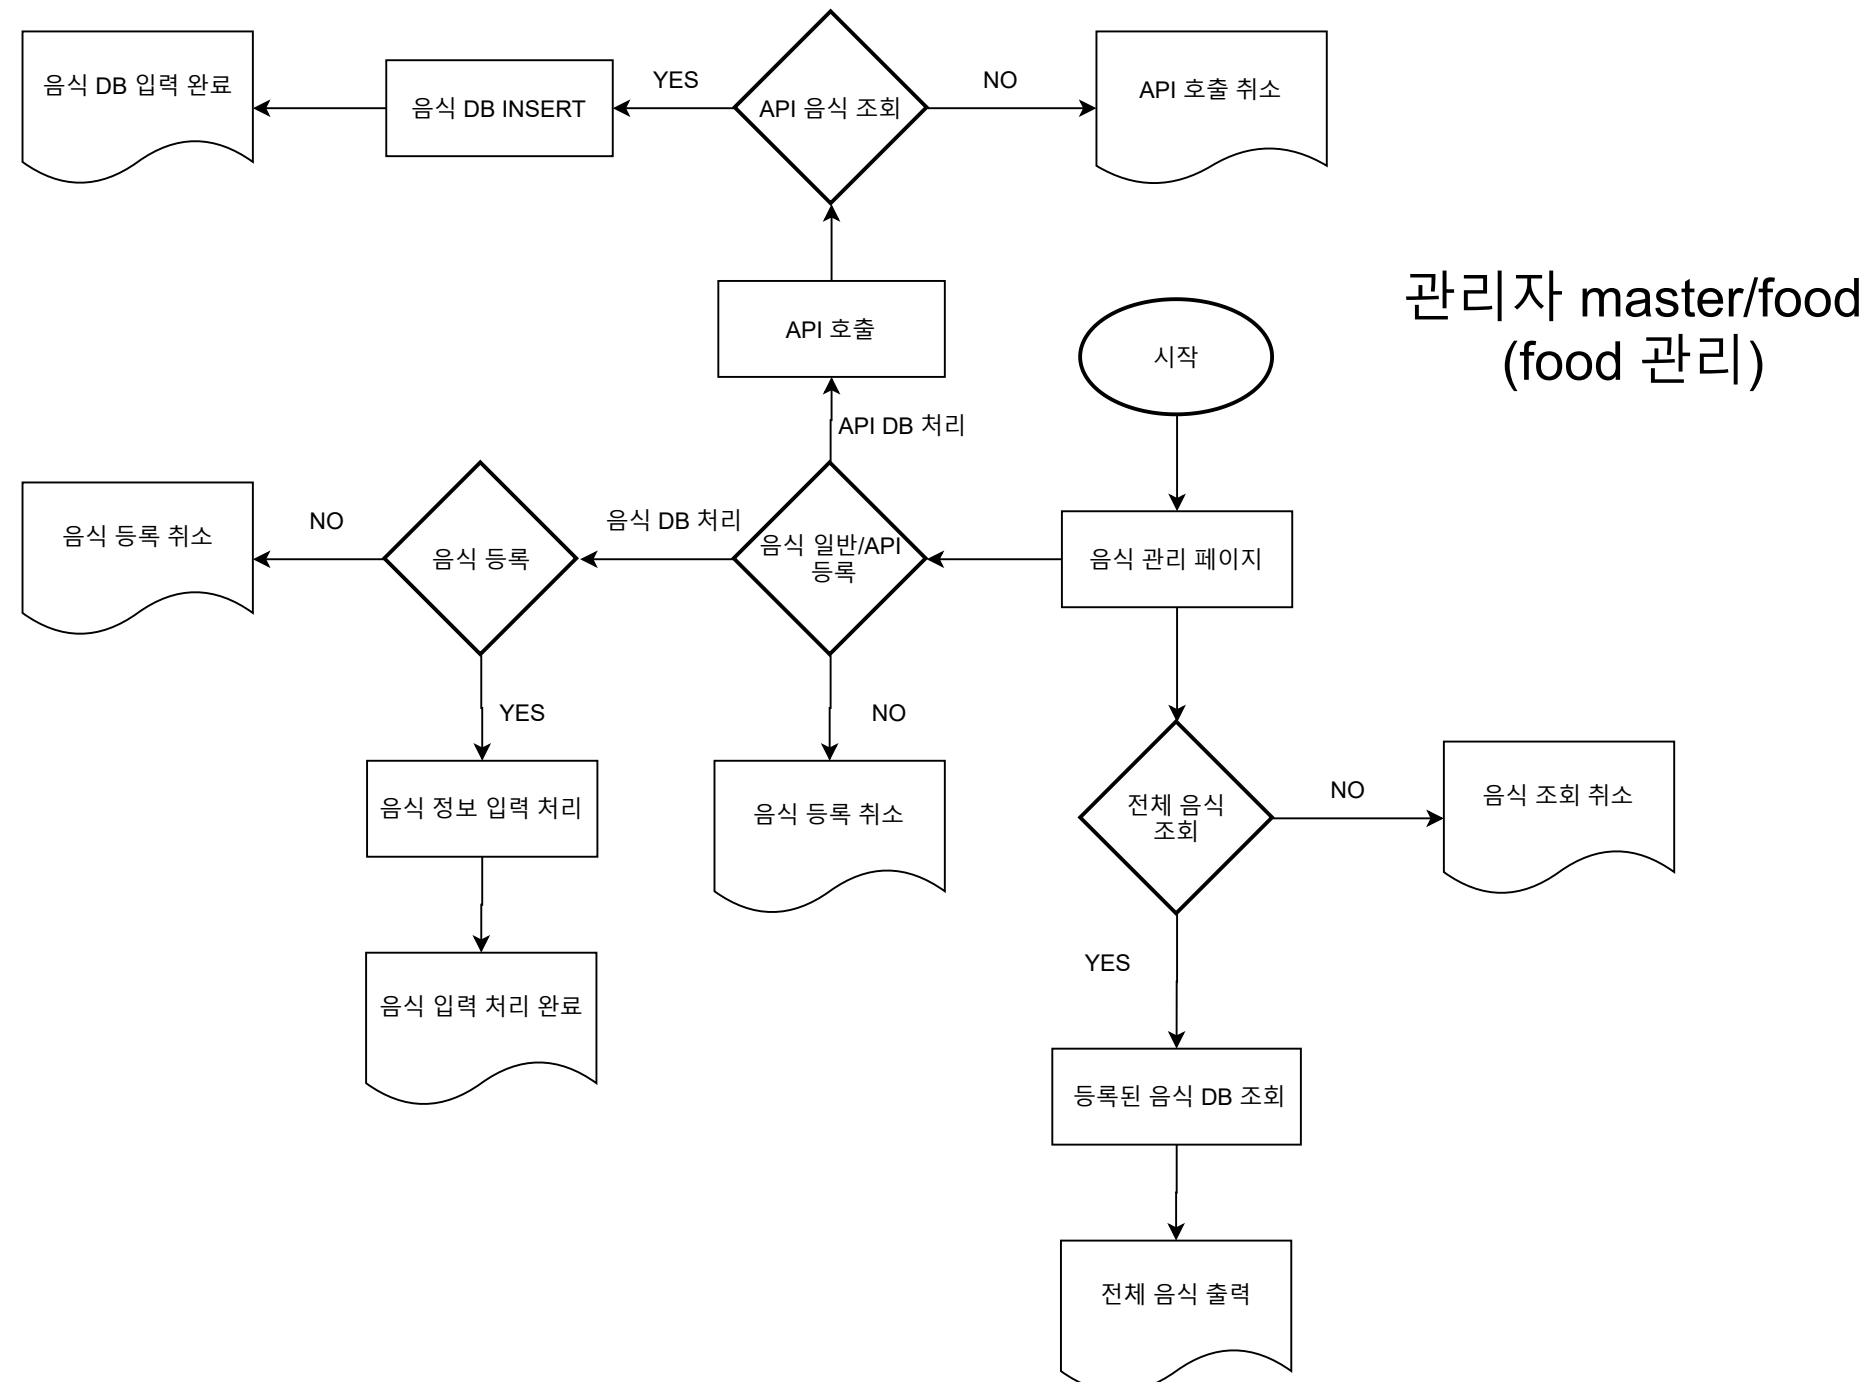 음식 DB 입력 완료
음식 DB INSERT
YES
API 음식 조회
NO
API 호출 취소
관리자 master/food
(food 관리)
API 호출
시작
API DB 처리
음식 등록 취소
NO
음식 등록
음식 DB 처리
음식 일반/API
등록
음식 관리 페이지
YES
NO
음식 정보 입력 처리
음식 등록 취소
전체 음식
조회
NO
음식 조회 취소
YES
음식 입력 처리 완료
등록된 음식 DB 조회
전체 음식 출력